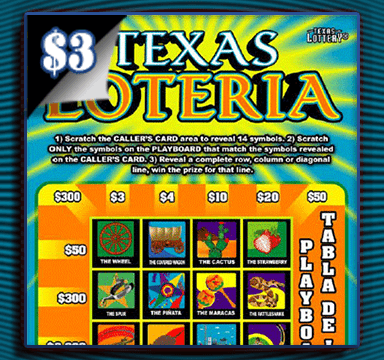 $3
TEXAS
LOTERIA
TEXAS
LOTTERY®
1) Scratch the CALLER'S CARD area to reveal 14 symbols. 2) Scratch
ONLY the symbols on the PLAYBOARD that match the symbols revealed
on the CALLER'S CARD. 3) Reveal a complete row, column or diagonal
line, win the prize for that line.
$300 $3 $4 $10 $20 $50
$50
THE WHEEL THE COVERED WAGON THE CACTUS THE STRAWBERRY
$300
THE SPUR THE PIÑATA THE MARACAS THE RATTLESNAKE
PLAYBO
TABLA DE